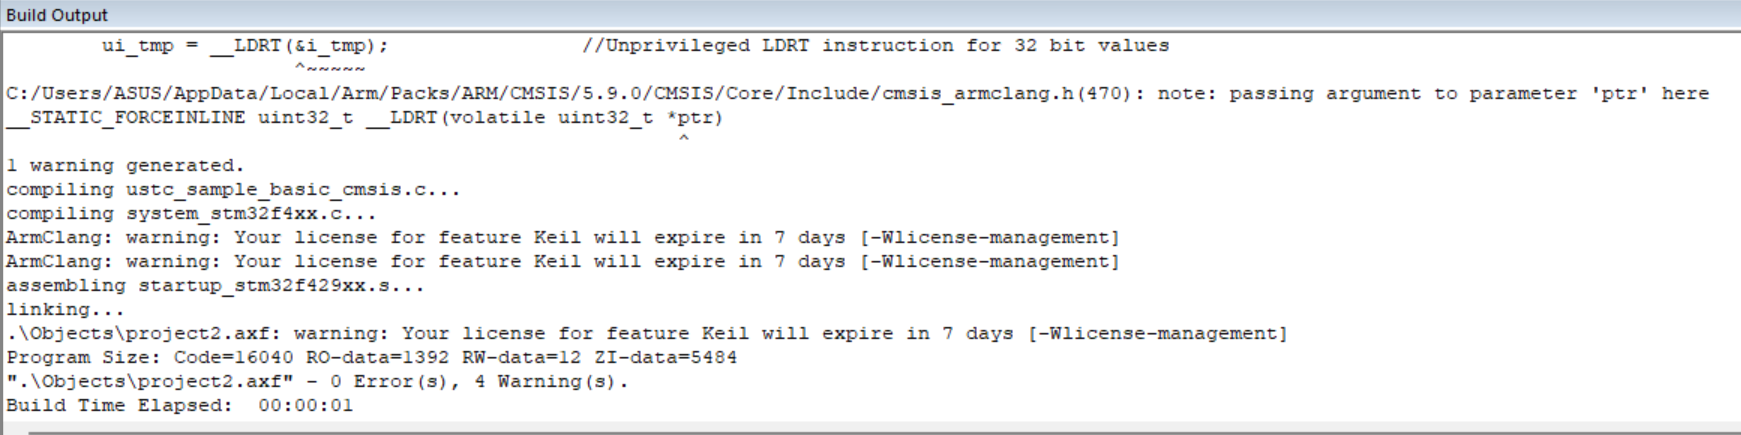 Build Output
ui_tmp = __LDRT(&i_tmp); //Unprivileged LDRT instruction for 32 bit values
^~~~~~
C:/Users/ASUS/AppData/Local/Arm/Packs/ARM/CMSIS/5.9.0/CMSIS/Core/Include/cmsis_armclang.h(470): note: passing argument to parameter 'ptr' here
__STATIC_FORCEINLINE uint32_t __LDRT(volatile uint32_t *ptr)
^
1 warning generated.
compiling ustc_sample_basic_cmsis.c...
compiling system_stm32f4xx.c...
ArmClang: warning: Your license for feature Keil will expire in 7 days [-Wlicense-management]
ArmClang: warning: Your license for feature Keil will expire in 7 days [-Wlicense-management]
assembling startup_stm32f429xx.s...
linking...
.\Objects\project2.axf: warning: Your license for feature Keil will expire in 7 days [-Wlicense-management]
Program Size: Code=16040 RO-data=1392 RW-data=12 ZI-data=5484
".\Objects\project2.axf" - 0 Error(s), 4 Warning(s).
Build Time Elapsed:  00:00:01